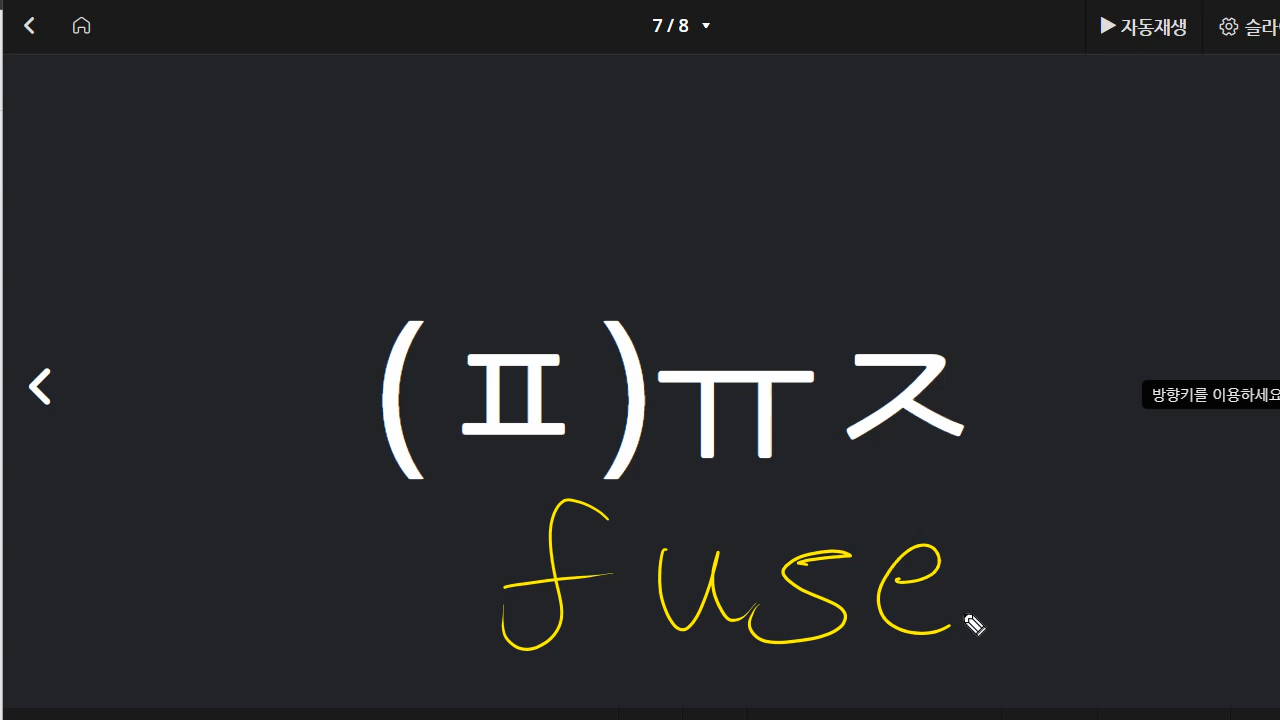 7 / 8
자동재생
슬라
(ㅍ)ㅠㅈ
방향키를 이용하세요
fuse